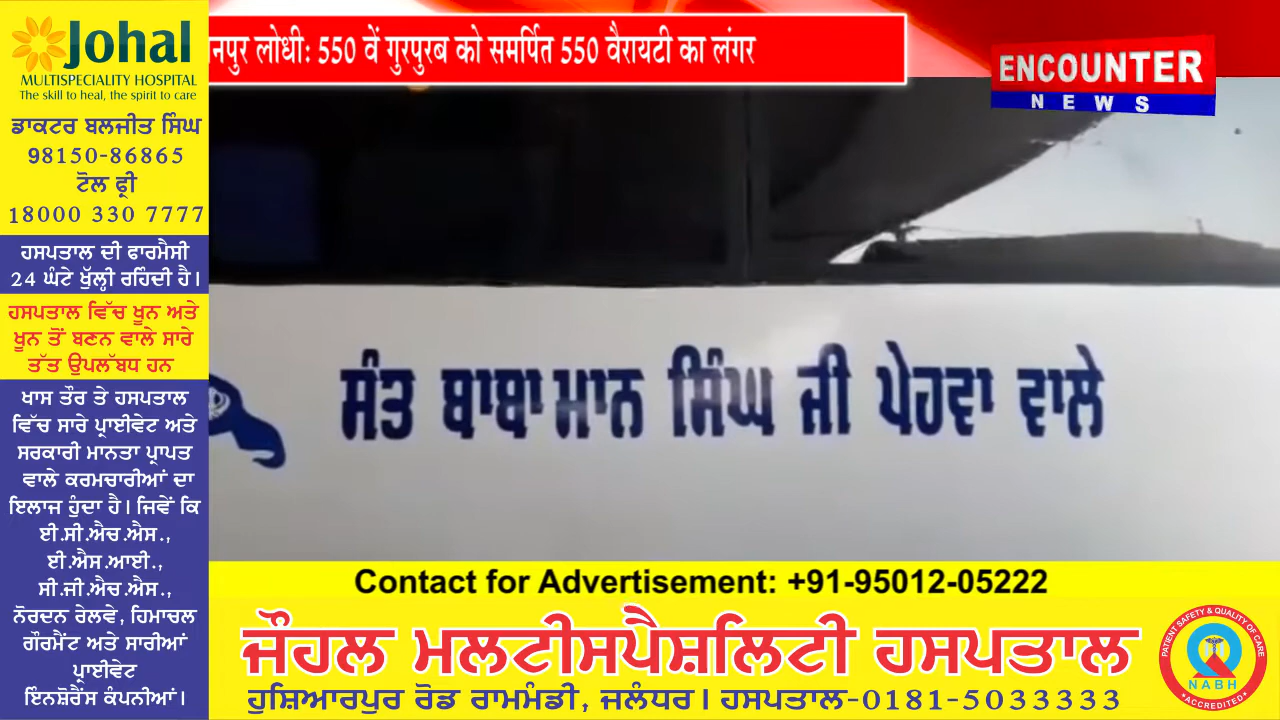 Johal
MULTISPECIALITY HOSPITAL
The skill to heal, the spirit to care
ਡਾਕਟਰ ਬਲਜੀਤ ਸਿੰਘ
98150-86865
ਟੋਲ ਫ੍ਰੀ
18000 330 7777
ਹਸਪਤਾਲ ਦੀ ਫਾਰਮੈਸੀ
24 ਘੰਟੇ ਖੁੱਲ੍ਹੀ ਰਹਿੰਦੀ ਹੈ।
ਹਸਪਤਾਲ ਵਿੱਚ ਖੂਨ ਅਤੇ
ਖੂਨ ਤੋਂ ਬਣਨ ਵਾਲੇ ਸਾਰੇ
ਤੱਤ ਉਪਲੱਬਧ ਹਨ
ਖਾਸ ਤੌਰ ਤੇ ਹਸਪਤਾਲ
ਵਿੱਚ ਸਾਰੇ ਪ੍ਰਾਈਵੇਟ ਅਤੇ
ਸਰਕਾਰੀ ਮਾਨਤਾ ਪ੍ਰਾਪਤ
ਵਾਲੇ ਕਰਮਚਾਰੀਆਂ ਦਾ
ਇਲਾਜ ਹੁੰਦਾ ਹੈ। ਜਿਵੇਂ ਕਿ
ਈ.ਸੀ.ਐਚ.ਐਸ.,
ਈ.ਐਸ.ਆਈ.,
ਸੀ.ਜੀ.ਐਚ.ਐਸ.,
ਨੋਰਦਨ ਰੇਲਵੇ, ਹਿਮਾਚਲ
ਗੌਰਮੈਂਟ ਅਤੇ ਸਾਰੀਆਂ
ਪ੍ਰਾਈਵੇਟ
ਇਨਸ਼ੋਰੈਂਸ ਕੰਪਨੀਆਂ।
नपुर लोधी: 550 वें गुरपुरब को समर्पित 550 वैरायटी का लंगर
ENCOUNTER
NEWS
ਸੰਤ ਬਾਬਾ ਮਾਨ ਸਿੰਘ ਜੀ ਪੇਹਵਾ ਵਾਲੇ
Contact for Advertisement: +91-95012-05222
ਜੌਹਲ ਮਲਟੀਸਪੈਸ਼ਲਿਟੀ ਹਸਪਤਾਲ
ਹੁਸ਼ਿਆਰਪੁਰ ਰੋਡ ਰਾਮਮੰਡੀ, ਜਲੰਧਰ। ਹਸਪਤਾਲ-0181-5033333
PATIENT SAFETY & QUALITY OF CARE
NABH
ACCREDITED